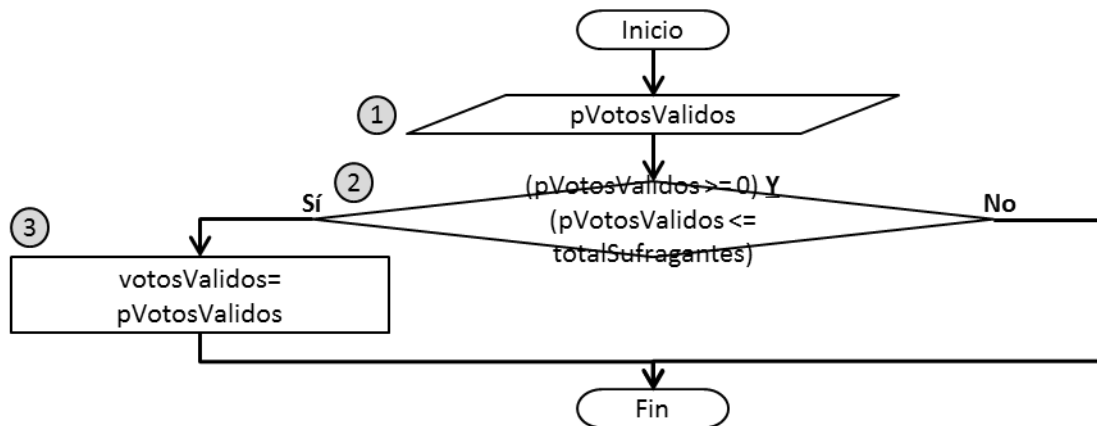 Inicio
1
pVotosValidos
2
(pVotosValidos >= 0) Y
Sí
No
(pVotosValidos <=
totalSufragantes)
3
votosValidos=
pVotosValidos
Fin